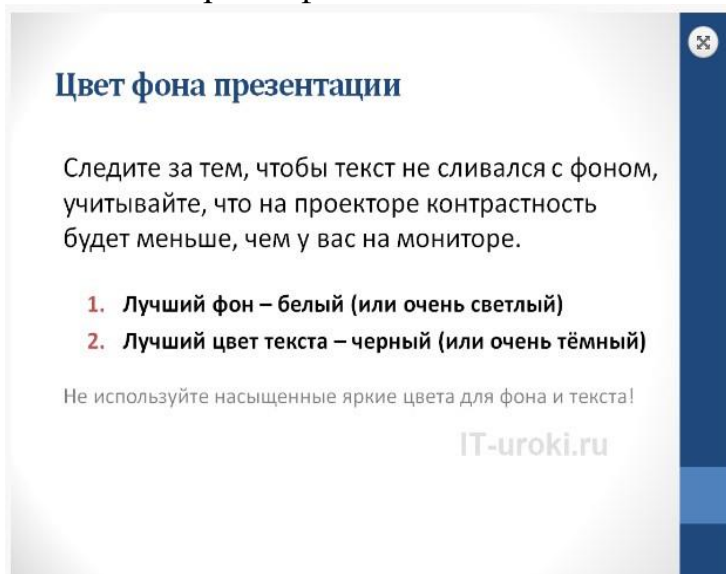 Цвет фона презентации
Следите за тем, чтобы текст не сливался с фоном,
учитывайте, что на проекторе контрастность
будет меньше, чем у вас на мониторе.
1. Лучший фон – белый (или очень светлый)
2. Лучший цвет текста – черный (или очень тёмный)
Не используйте насыщенные яркие цвета для фона и текста!
IT-uroki.ru